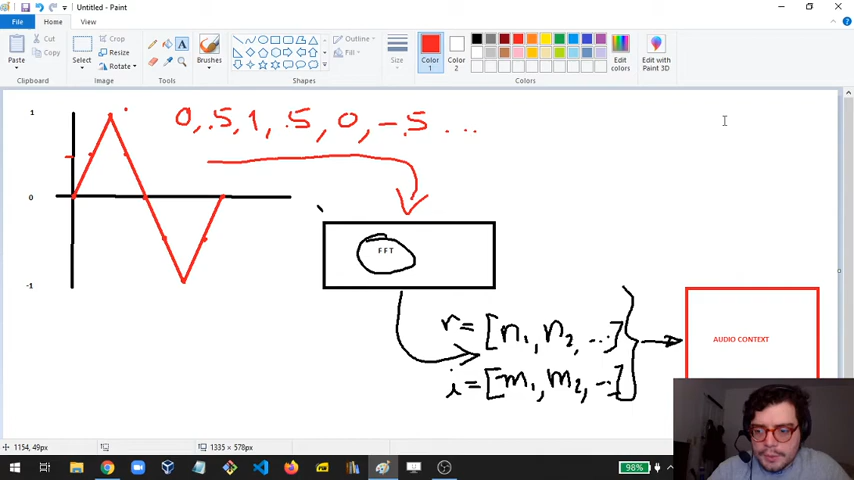 Untitled - Paint
File
Home
View
Paste
Cut
Copy
Clipboard
Select
Crop
Resize
Rotate
Image
A
Tools
Brushes
Shapes
Outline
Fill
Size
Color 1
Color 2
Colors
Edit colors
Edit with Paint 3D
1
0
-1
0, .5, 1, .5, 0, -.5 ...
FFT
r= [n1, n2, ...]
i= [m1, m2, ...]
AUDIO CONTEXT
1154, 49px
1335 × 578px
98%